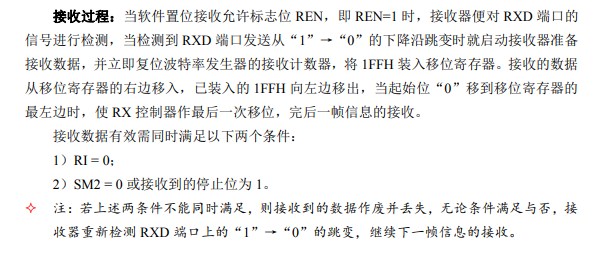 接收过程：当软件置位接收允许标志位 REN，即 REN=1 时，接收器便对 RXD 端口的
信号进行检测，当检测到 RXD 端口发送从“1”→“0”的下降沿跳变时就启动接收器准备
接收数据，并立即复位波特率发生器的接收计数器，将 1FFH 装入移位寄存器。接收的数据
从移位寄存器的右边移入，已装入的 1FFH 向左边移出，当起始位“0”移到移位寄存器的
最左边时，使 RX 控制器作最后一次移位，完后一帧信息的接收。
接收数据有效需同时满足以下两个条件：
1）RI = 0；
2）SM2 = 0 或接收到的停止位为 1。
✧ 注：若上述两条件不能同时满足，则接收到的数据作废并丢失，无论条件满足与否，接
收器重新检测 RXD 端口上的“1”→“0”的跳变，继续下一帧信息的接收。